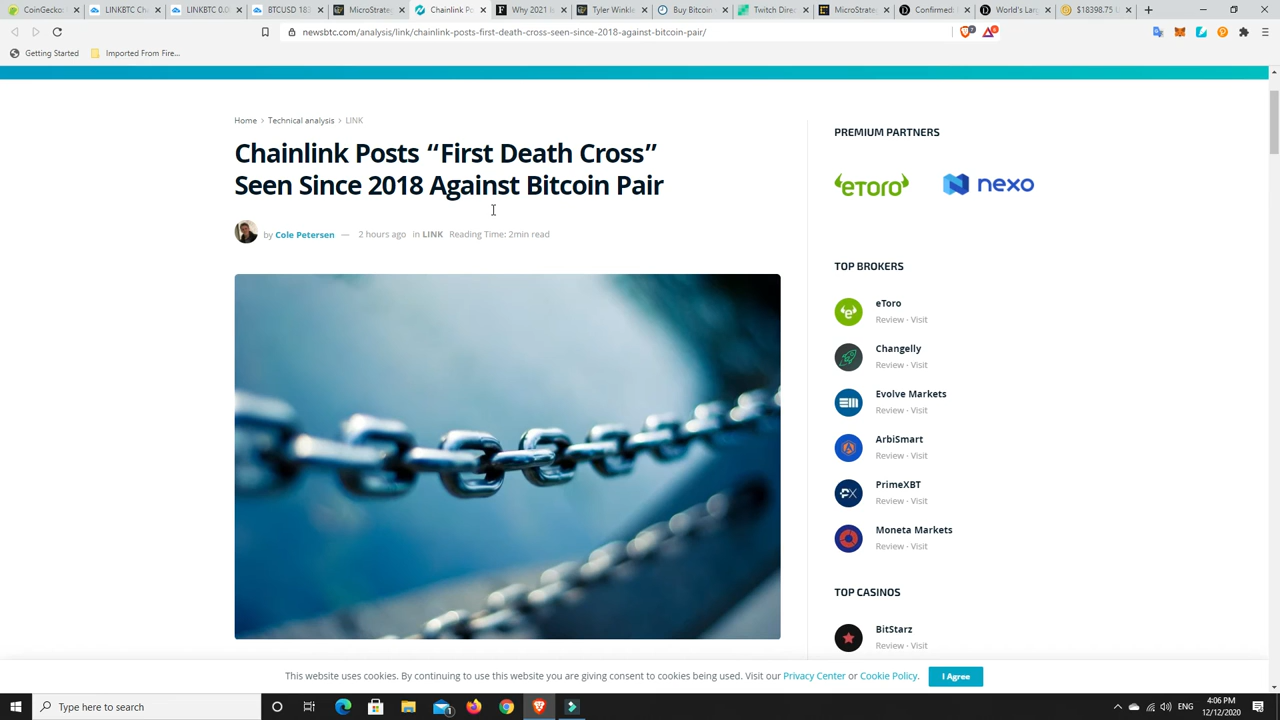 CoinGecko:
LINKBTC Ch
LINKBTC 0.0
BTCUSD 183
MicroStrate
Chainlink Po
Why 2021 I
Tyler Winkle
Buy Bitcoin
Twitch Dire
MicroStrate
Confirmed:
World's Lar
$18398.75 U
newsbtc.com/analysis/link/chainlink-posts-first-death-cross-seen-since-2018-against-bitcoin-pair/
Getting Started
Imported From Fire...
Home > Technical analysis > LINK
Chainlink Posts “First Death Cross”
Seen Since 2018 Against Bitcoin Pair
by Cole Petersen — 2 hours ago in LINK Reading Time: 2min read
PREMIUM PARTNERS
eToro
nexo
TOP BROKERS
eToro
Review - Visit
Changelly
Review - Visit
Evolve Markets
Review - Visit
ArbiSmart
Review - Visit
PrimeXBT
Review - Visit
Moneta Markets
Review - Visit
TOP CASINOS
BitStarz
Review - Visit
This website uses cookies. By continuing to use this website you are giving consent to cookies being used. Visit our Privacy Center or Cookie Policy.
I Agree
Type here to search
ENG
4:06 PM
12/12/2020